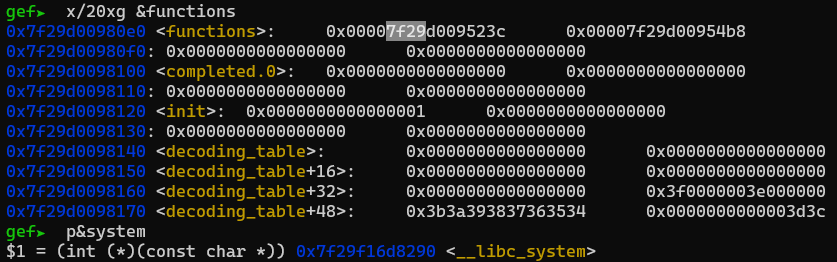 gef➤ x/20xg &functions
0x7f29d00980e0 <functions>: 0x00007f29d009523c 0x00007f29d00954b8
0x7f29d00980f0: 0x0000000000000000 0x0000000000000000
0x7f29d0098100 <completed.0>: 0x0000000000000000 0x0000000000000000
0x7f29d0098110: 0x0000000000000000 0x0000000000000000
0x7f29d0098120 <init>: 0x0000000000000001 0x0000000000000000
0x7f29d0098130: 0x0000000000000000 0x0000000000000000
0x7f29d0098140 <decoding_table>: 0x0000000000000000 0x0000000000000000
0x7f29d0098150 <decoding_table+16>: 0x0000000000000000 0x0000000000000000
0x7f29d0098160 <decoding_table+32>: 0x0000000000000000 0x3f0000003e000000
0x7f29d0098170 <decoding_table+48>: 0x3b3a393837363534 0x0000000000003d3c
gef➤ p&system
$1 = (int (*)(const char *)) 0x7f29f16d8290 <__libc_system>